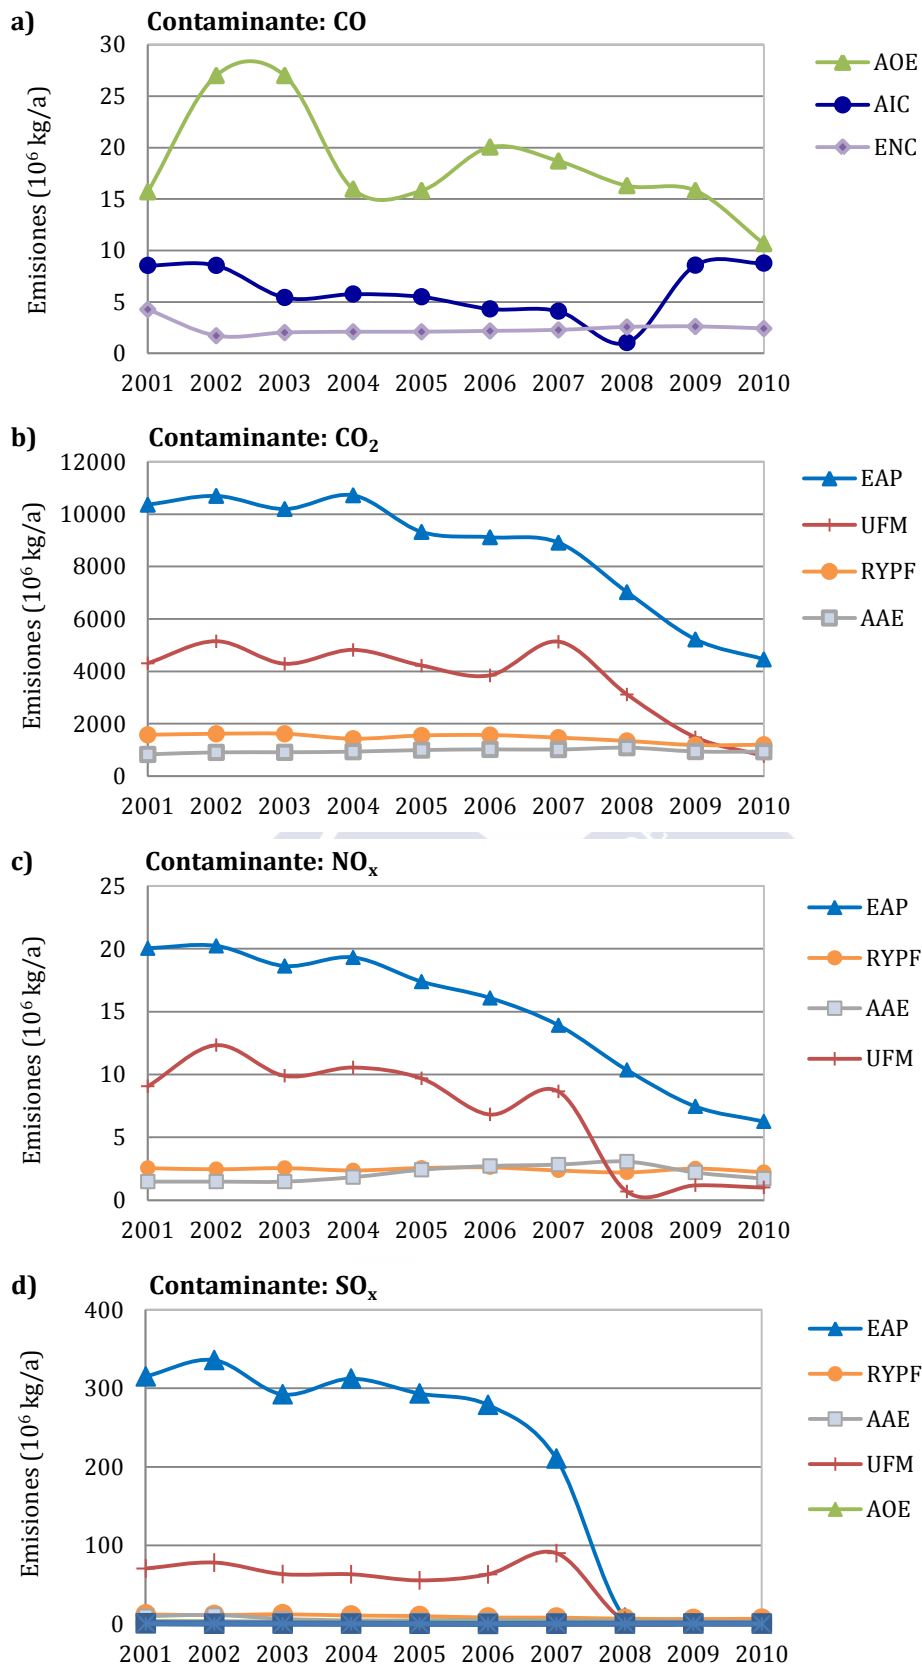 a) Contaminante: CO
Emisiones (10⁶ kg/a)
30
25
20
15
10
5
0
2001 2002 2003 2004 2005 2006 2007 2008 2009 2010
AOE
AIC
ENC
b) Contaminante: CO₂
Emisiones (10⁶ kg/a)
12000
10000
8000
6000
4000
2000
0
2001 2002 2003 2004 2005 2006 2007 2008 2009 2010
EAP
UFM
RYPF
AAE
c) Contaminante: NOₓ
Emisiones (10⁶ kg/a)
25
20
15
10
5
0
2001 2002 2003 2004 2005 2006 2007 2008 2009 2010
EAP
RYPF
AAE
UFM
d) Contaminante: SOₓ
Emisiones (10⁶ kg/a)
400
300
200
100
0
2001 2002 2003 2004 2005 2006 2007 2008 2009 2010
EAP
RYPF
AAE
UFM
AOE